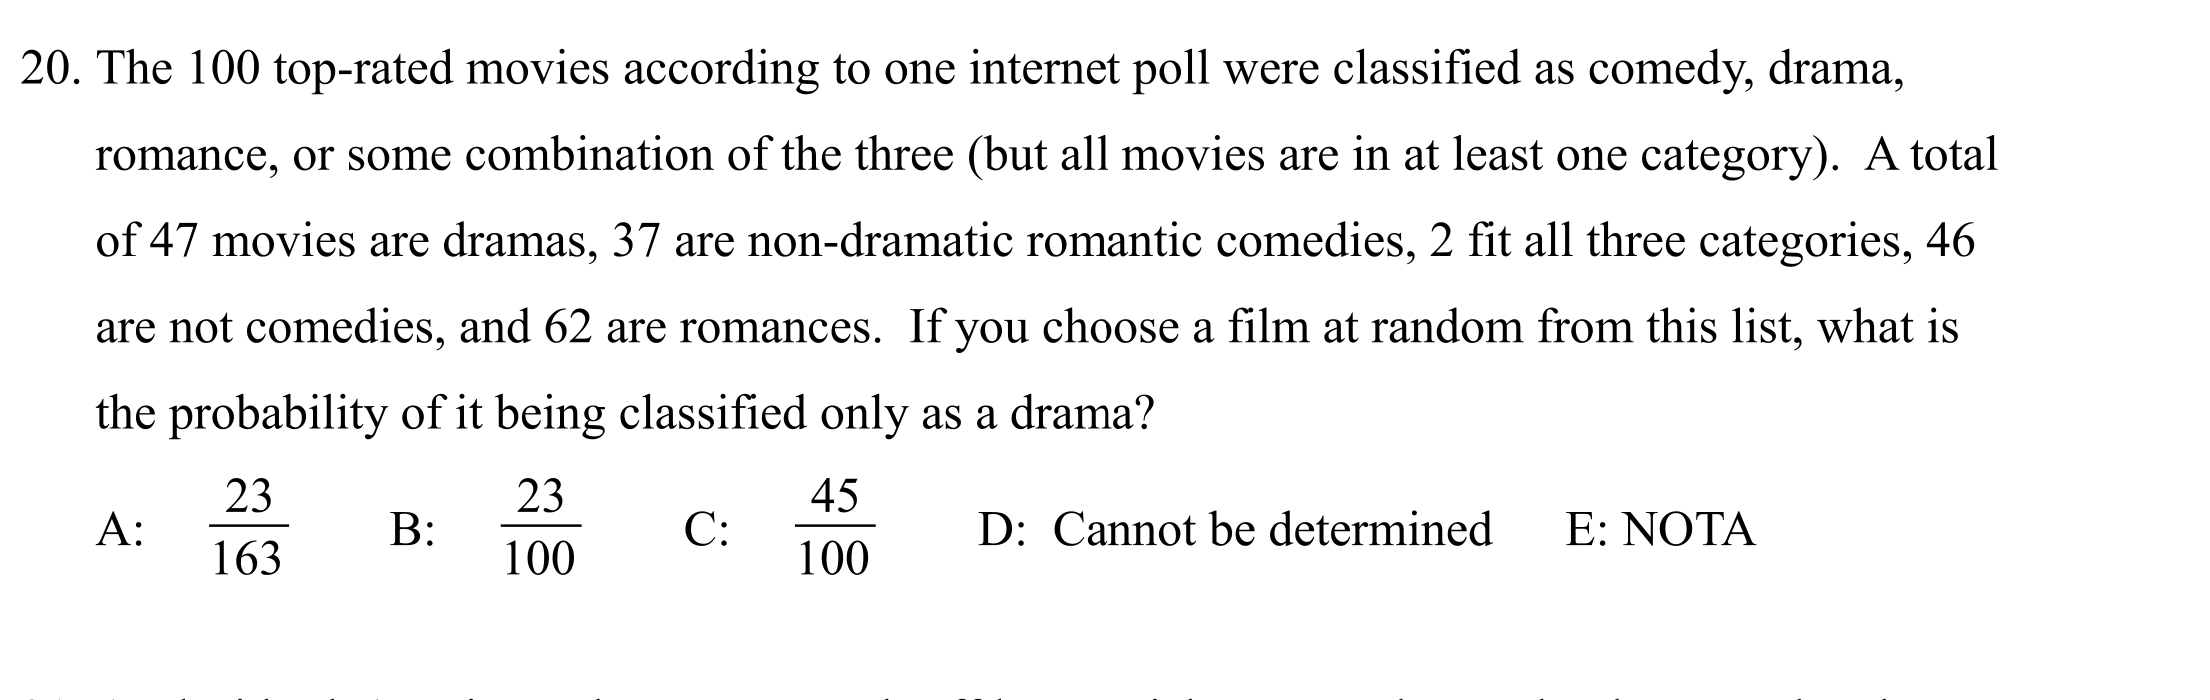 20. The 100 top-rated movies according to one internet poll were classified as comedy, drama,
romance, or some combination of the three (but all movies are in at least one category).  A total
of 47 movies are dramas, 37 are non-dramatic romantic comedies, 2 fit all three categories, 46
are not comedies, and 62 are romances.  If you choose a film at random from this list, what is
the probability of it being classified only as a drama?
A: 23/163 B: 23/100 C: 45/100 D: Cannot be determined E: NOTA